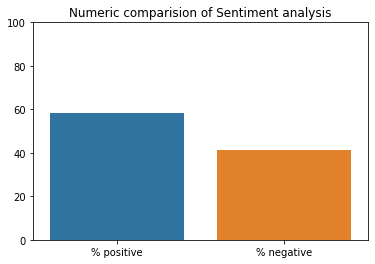 Numeric comparision of Sentiment analysis
100
80
60
40
20
0
% positive
% negative